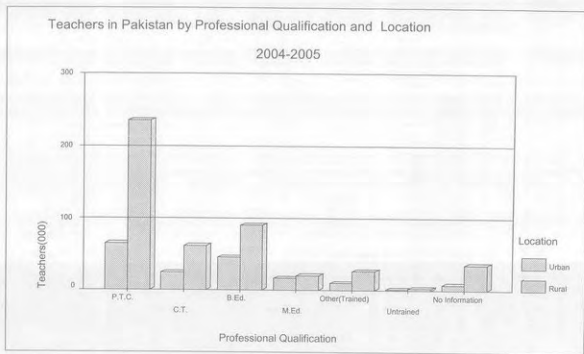 Teachers in Pakistan by Professional Qualification and Location
2004-2005
300
200
100
0
Teachers(000)
P.T.C.
C.T.
B.Ed.
M.Ed.
Other(Trained)
Untrained
No Information
Professional Qualification
Location
Urban
Rural